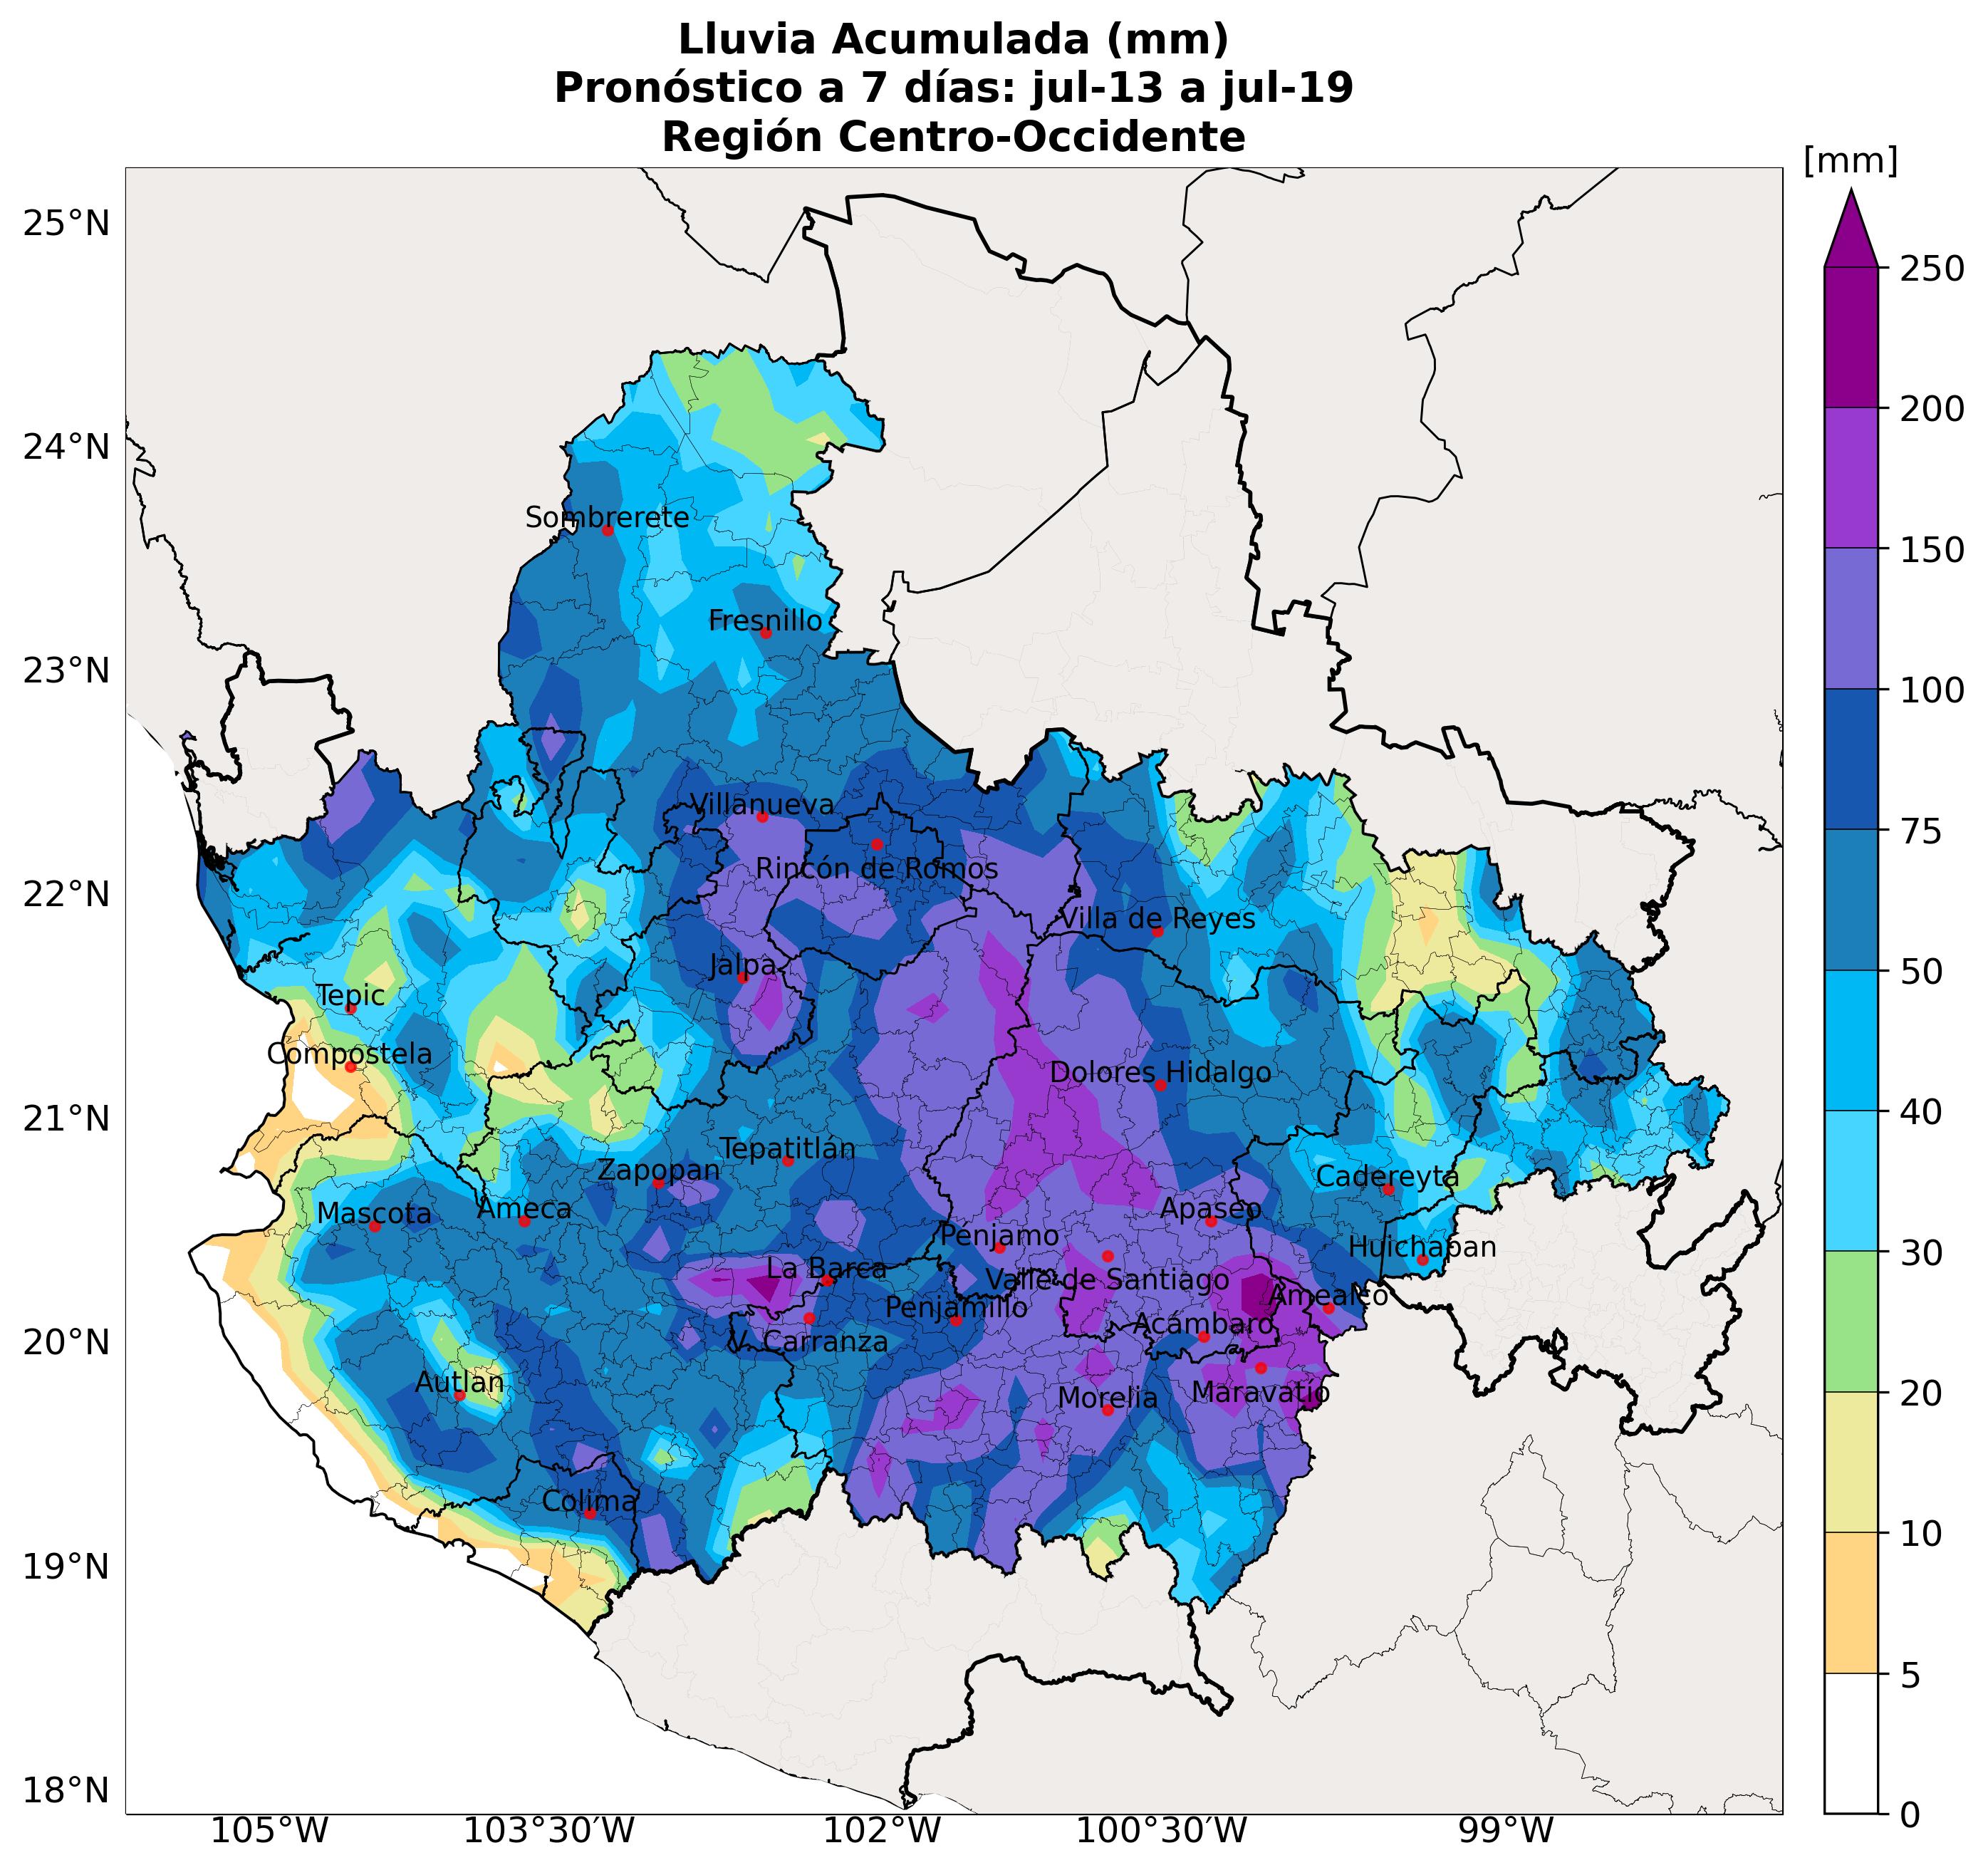 Lluvia Acumulada (mm)
Pronóstico a 7 días: jul-13 a jul-19
Región Centro-Occidente
[mm]
25°N
24°N
23°N
22°N
21°N
20°N
19°N
18°N
105°W
103°30'W
102°W
100°30'W
99°W
250
200
150
100
75
50
40
30
20
10
5
0
Sombrerete
Fresnillo
Villanueva
Rincón de Romos
Villa de Reyes
Jalpa
Tepic
Compostela
Dolores Hidalgo
Tepatitlán
Zapopan
Cadereyta
Ameca
Mascota
Apaseo
Penjamo
Huichapan
La Barca
Valle de Santiago
Amealco
Penjamillo
Acámbaro
V. Carranza
Autlan
Maravatío
Morelia
Colima